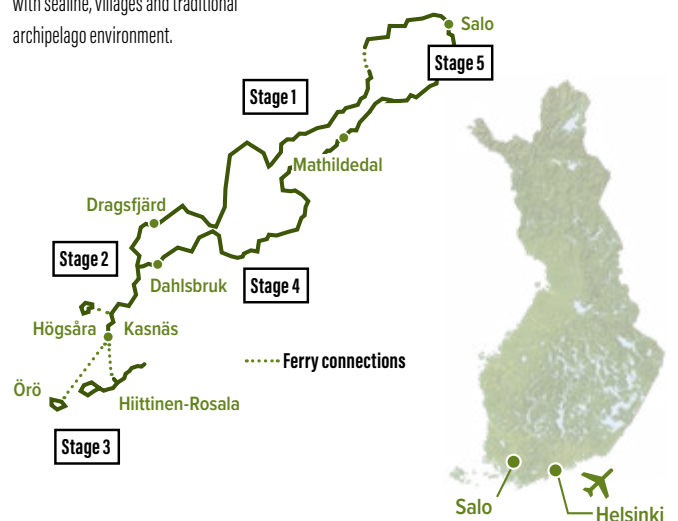 with sealine, villages and traditional
archipelago environment.
Salo
Stage 5
Stage 1
Mathildedal
Dragsfjärd
Stage 2
Dahlsbruk
Stage 4
Högsåra
Kasnäs
Ferry connections
Örö
Hiittinen-Rosala
Stage 3
Salo
Helsinki